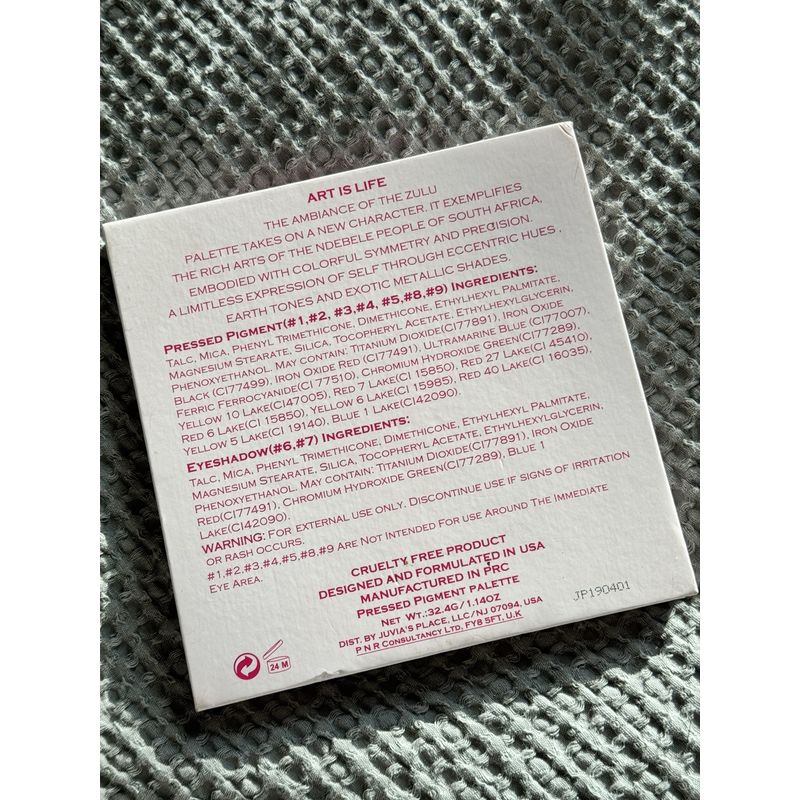 ART IS LIFE
THE AMBIANCE OF THE ZULU
PALETTE TAKES ON A NEW CHARACTER. IT EXEMPLIFIES
THE RICH ARTS OF THE NDEBELE PEOPLE OF SOUTH AFRICA,
EMBODIED WITH COLORFUL SYMMETRY AND PRECISION.
A LIMITLESS EXPRESSION OF SELF THROUGH ECCENTRIC HUES ,
EARTH TONES AND EXOTIC METALLIC SHADES.
PRESSED PIGMENT(#1,#2, #3,#4, #5,#8,#9) INGREDIENTS:
TALC, MICA, PHENYL TRIMETHICONE, DIMETHICONE, ETHYLHEXYL PALMITATE,
MAGNESIUM STEARATE, SILICA, TOCOPHERYL ACETATE, ETHYLHEXYLGLYCERIN,
PHENOXYETHANOL. MAY CONTAIN: TITANIUM DIOXIDE(CI77891), IRON OXIDE
BLACK (CI77499), IRON OXIDE RED (CI77491), ULTRAMARINE BLUE (CI77007),
FERRIC FERROCYANIDE(CI 77510), CHROMIUM HYDROXIDE GREEN(CI77289),
YELLOW 10 LAKE(CI47005), RED 7 LAKE(CI 15850), RED 27 LAKE(CI 45410),
RED 6 LAKE(CI 15850), YELLOW 6 LAKE(CI 15985), RED 40 LAKE(CI 16035),
YELLOW 5 LAKE(CI 19140), BLUE 1 LAKE(CI42090).
EYESHADOW(#6,#7) INGREDIENTS:
TALC, MICA, PHENYL TRIMETHICONE, DIMETHICONE, ETHYLHEXYL PALMITATE,
MAGNESIUM STEARATE, SILICA, TOCOPHERYL ACETATE, ETHYLHEXYLGLYCERIN,
PHENOXYETHANOL. MAY CONTAIN: TITANIUM DIOXIDE(CI77891), IRON OXIDE
RED(CI77491), CHROMIUM HYDROXIDE GREEN(CI77289), BLUE 1
LAKE(CI42090).
WARNING: FOR EXTERNAL USE ONLY. DISCONTINUE USE IF SIGNS OF IRRITATION
OR RASH OCCURS.
#1,#2,#3,#4,#5,#8,#9 ARE NOT INTENDED FOR USE AROUND THE IMMEDIATE
EYE AREA.
CRUELTY FREE PRODUCT
DESIGNED AND FORMULATED IN USA
MANUFACTURED IN PRC
PRESSED PIGMENT PALETTE
NET WT.:32.4G/1.14OZ
DIST. BY JUVIA'S PLACE, LLC/NJ 07094, USA
P N R CONSULTANCY LTD, FY8 5FT, U.K
JP190401
24 M